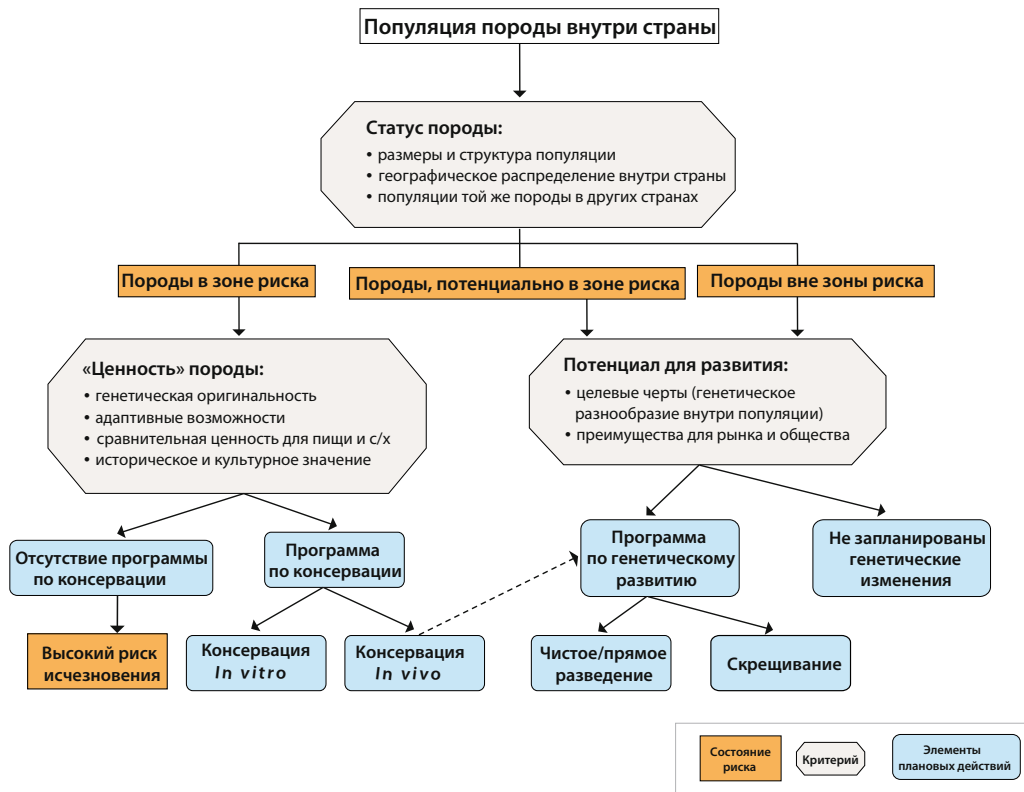 Популяция породы внутри страны
Статус породы:
• размеры и структура популяции
• географическое распределение внутри страны
• популяции той же породы в других странах
Породы в зоне риска
Породы, потенциально в зоне риска
Породы вне зоны риска
«Ценность» породы:
• генетическая оригинальность
• адаптивные возможности
• сравнительная ценность для пищи и с/х
• историческое и культурное значение
Потенциал для развития:
• целевые черты (генетическое
разнообразие внутри популяции)
• преимущества для рынка и общества
Отсутствие программы
по консервации
Программа
по консервации
Программа
по генетическому
развитию
Не запланированы
генетические
изменения
Высокий риск
исчезновения
Консервация
In vitro
Консервация
In vivo
Чистое/прямое
разведение
Скрещивание
Состояние
риска
Критерий
Элементы
плановых действий